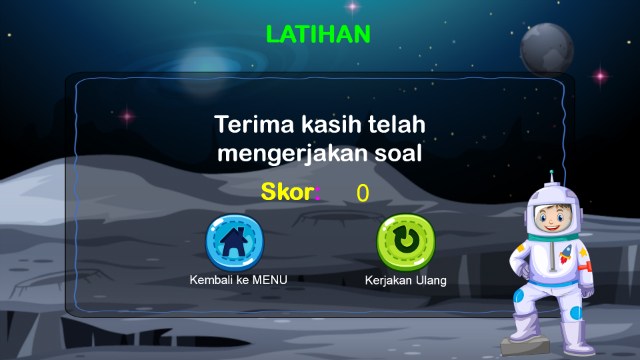 LATIHAN
Terima kasih telah
mengerjakan soal
Skor: 0
Kembali ke MENU
Kerjakan Ulang